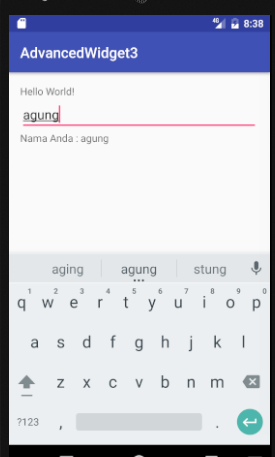 4G 8:38
AdvancedWidget3
Hello World!
agung
Nama Anda : agung
aging agung stung
1 2 3 4 5 6 7 8 9 0
q w e r t y u i o p
a s d f g h j k l
z x c v b n m
?123 , .